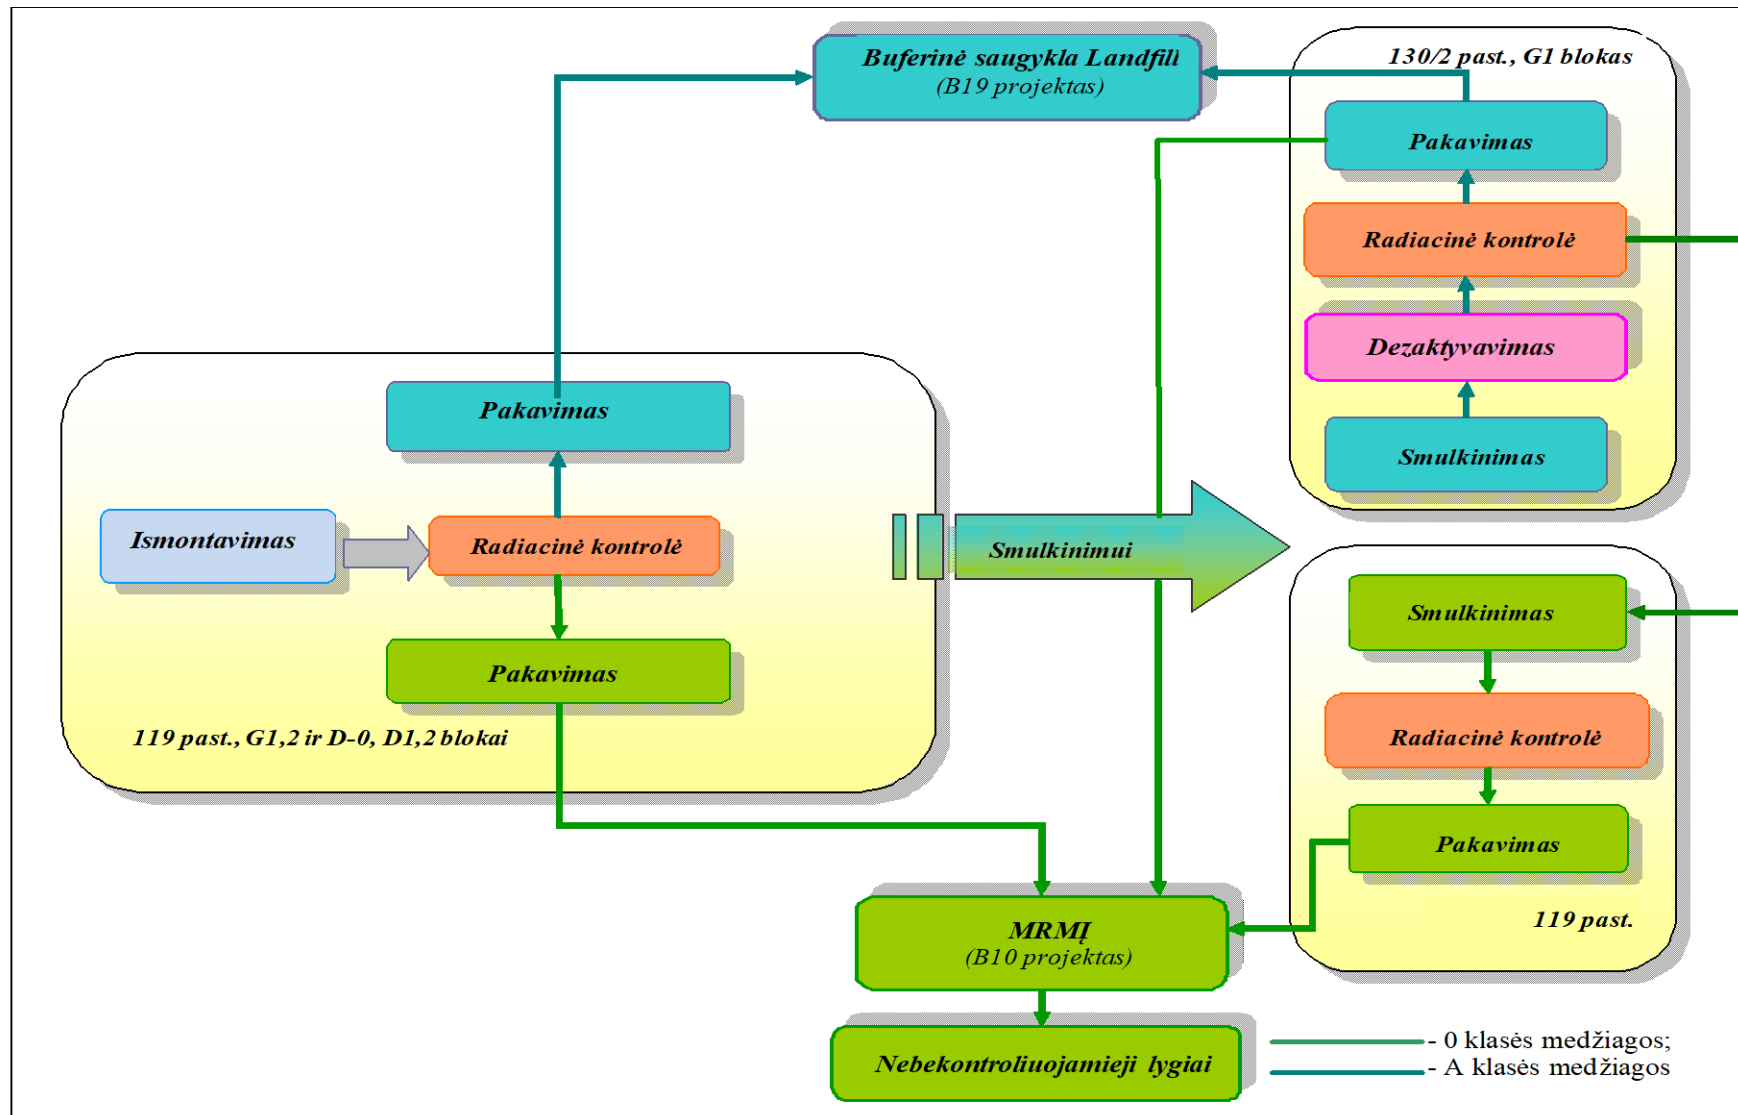 Buferinė saugykla Landfill
(B19 projektas)
130/2 past., G1 blokas
Pakavimas
Radiacinė kontrolė
Dezaktyvavimas
Smulkinimas
Pakavimas
Ismontavimas
Radiacinė kontrolė
Smulkinimui
Pakavimas
119 past., G1,2 ir D-0, D1,2 blokai
Smulkinimas
Radiacinė kontrolė
Pakavimas
119 past.
MRMĮ
(B10 projektas)
Nebekontroliuojamieji lygiai
- 0 klasės medžiagos;
- A klasės medžiagos